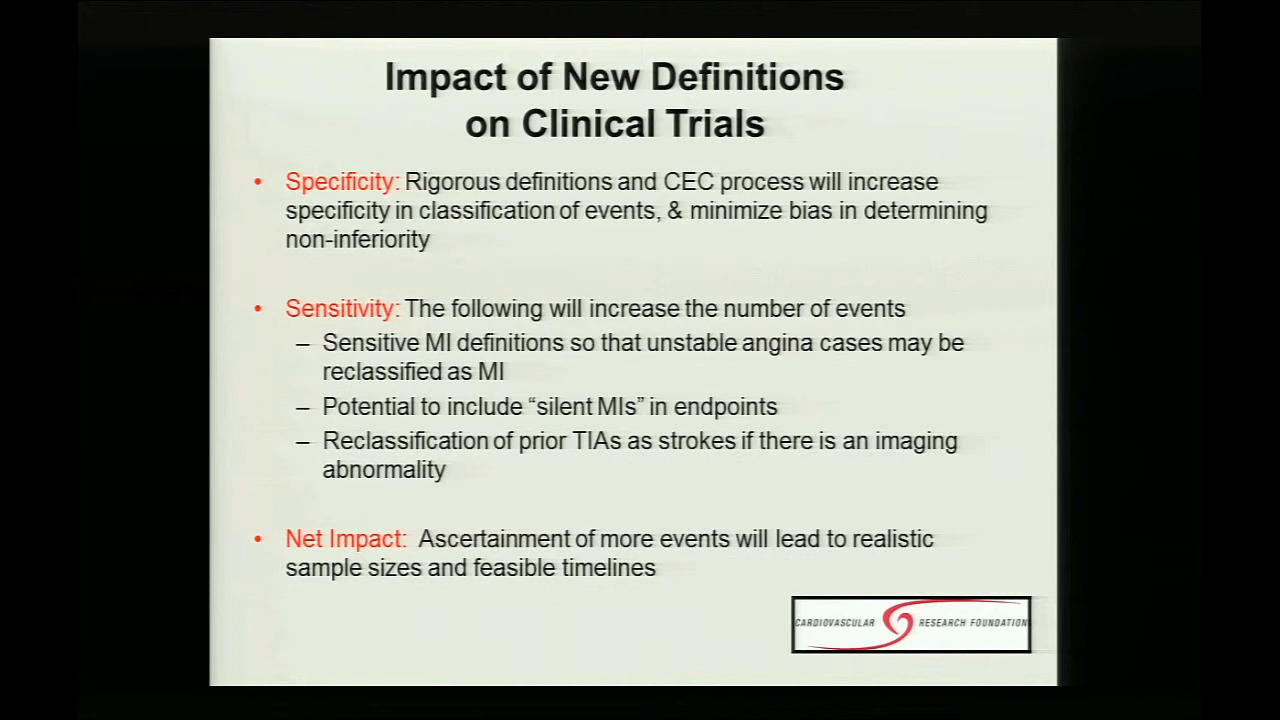 Impact of New Definitions
on Clinical Trials
• Specificity: Rigorous definitions and CEC process will increase
specificity in classification of events, & minimize bias in determining
non-inferiority
• Sensitivity: The following will increase the number of events
– Sensitive MI definitions so that unstable angina cases may be
reclassified as MI
– Potential to include “silent MIs” in endpoints
– Reclassification of prior TIAs as strokes if there is an imaging
abnormality
• Net Impact: Ascertainment of more events will lead to realistic
sample sizes and feasible timelines
CARDIOVASCULAR RESEARCH FOUNDATION